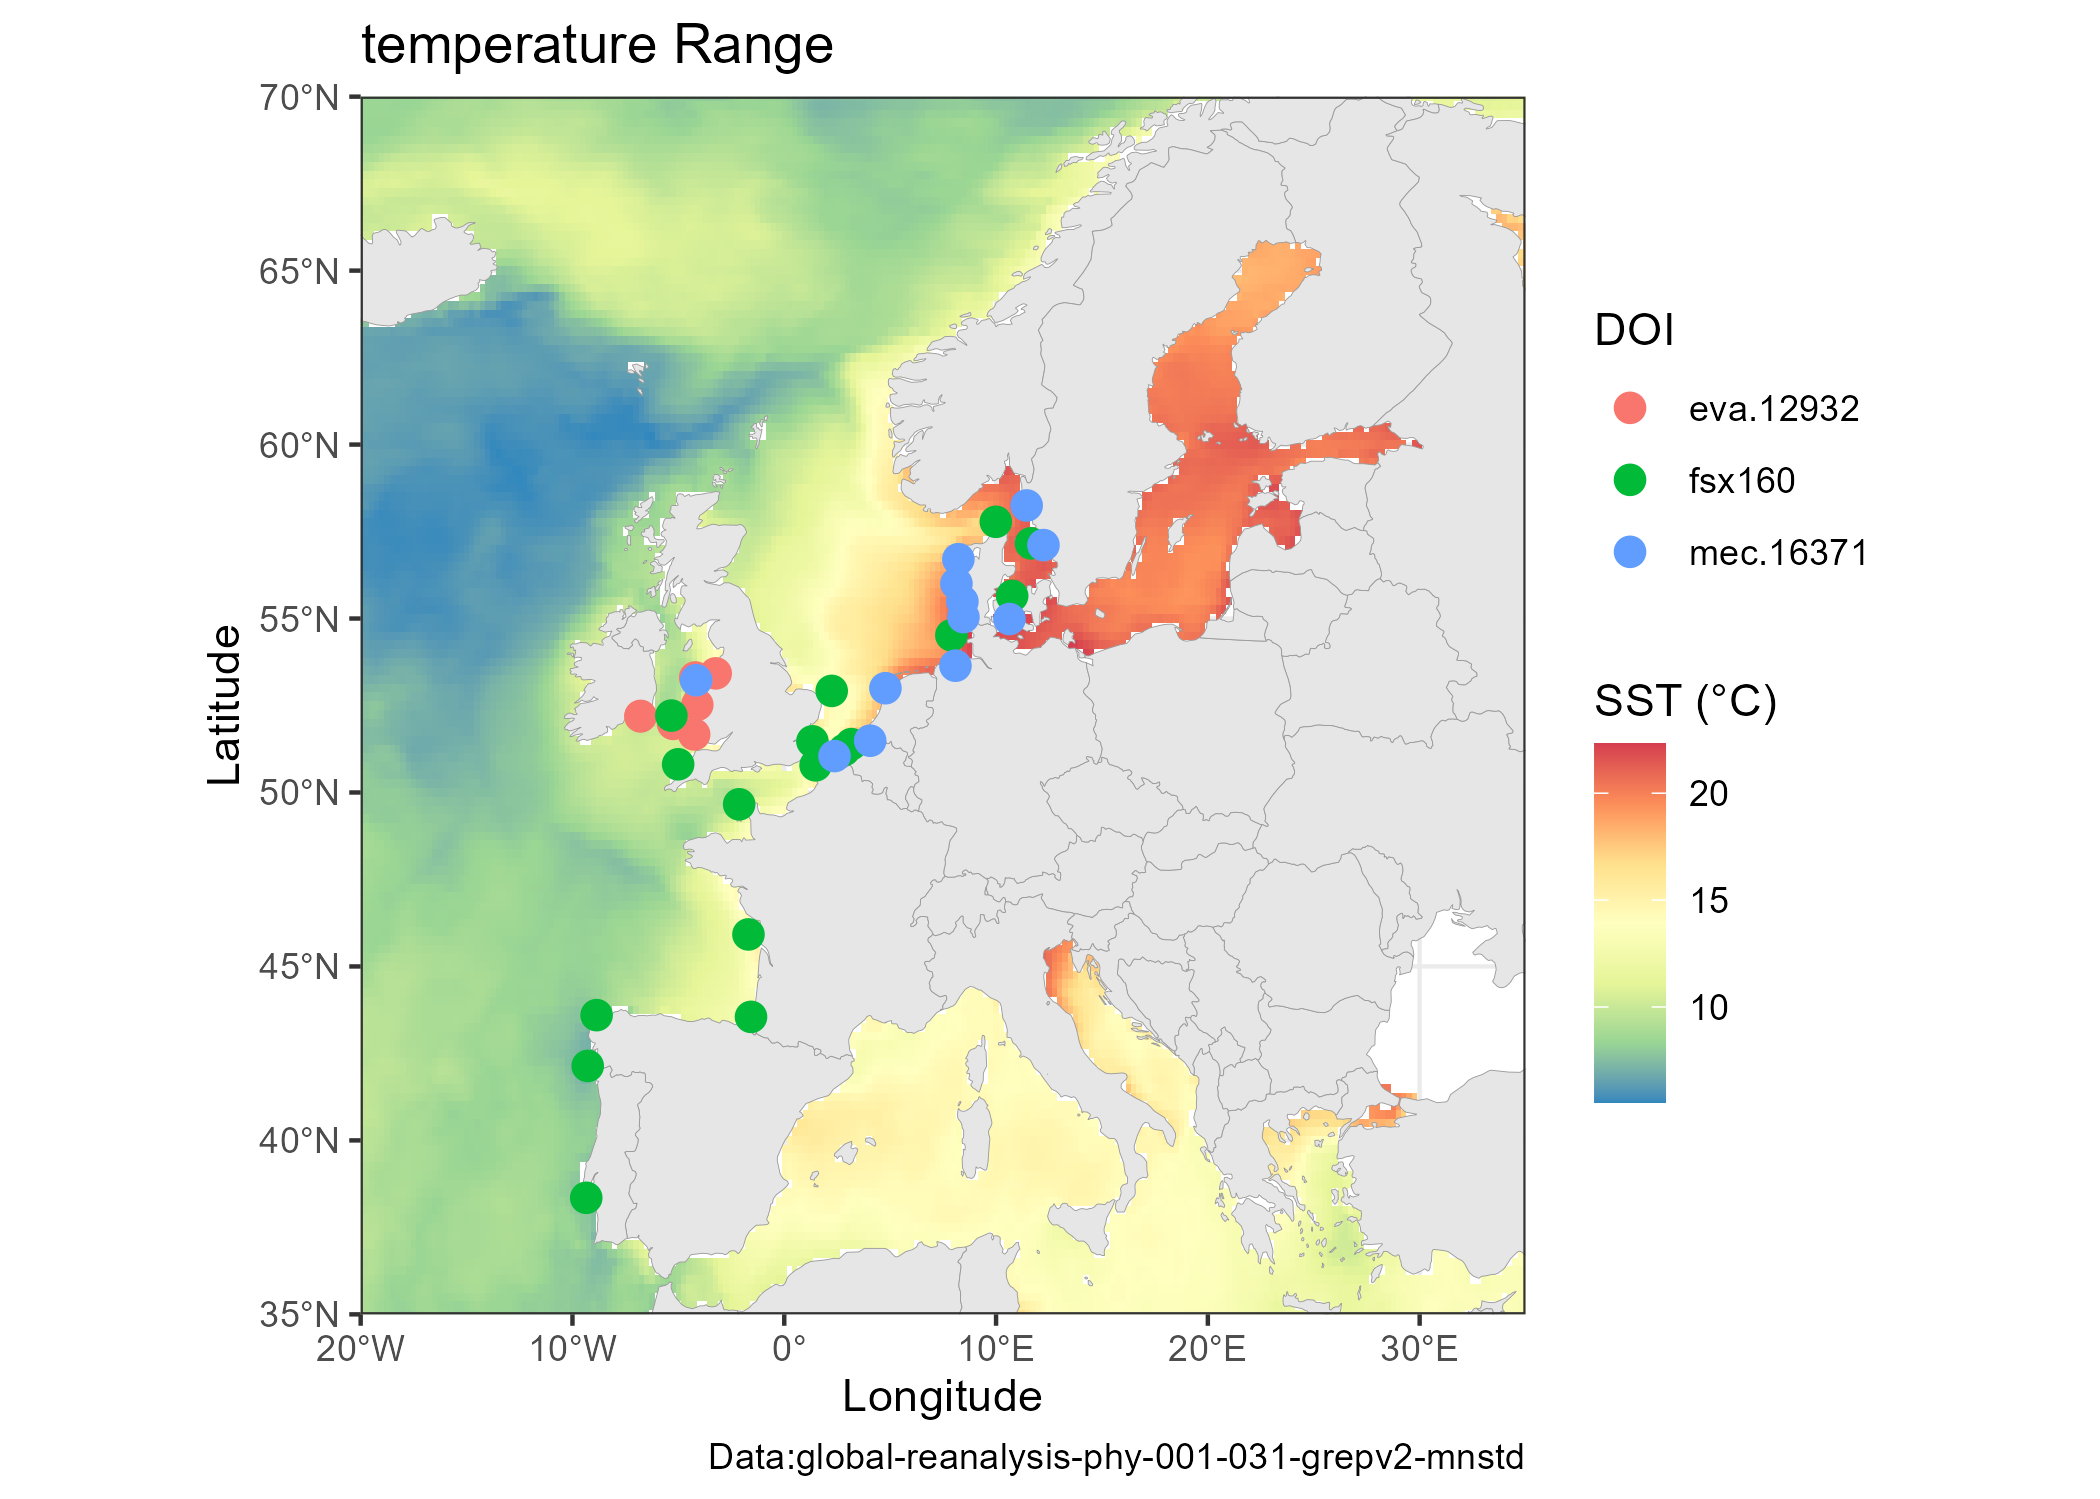 temperature Range
70°N
65°N
60°N
55°N
50°N
45°N
40°N
35°N
20°W
10°W
0°
10°E
20°E
30°E
Latitude
Longitude
Data:global-reanalysis-phy-001-031-grepv2-mnstd
DOI
eva.12932
fsx160
mec.16371
SST (°C)
20
15
10